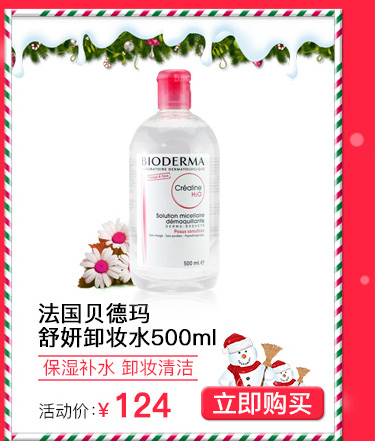 BIODERMA
LABORATOIRE DERMATOLOGIQUE
Créaline
H₂O
Solution micellaire
démaquillante
Peaux sensibles
500 ml e
法国贝德玛
舒妍卸妆水500ml
保湿补水 卸妆清洁
活动价:¥ 124 立即购买